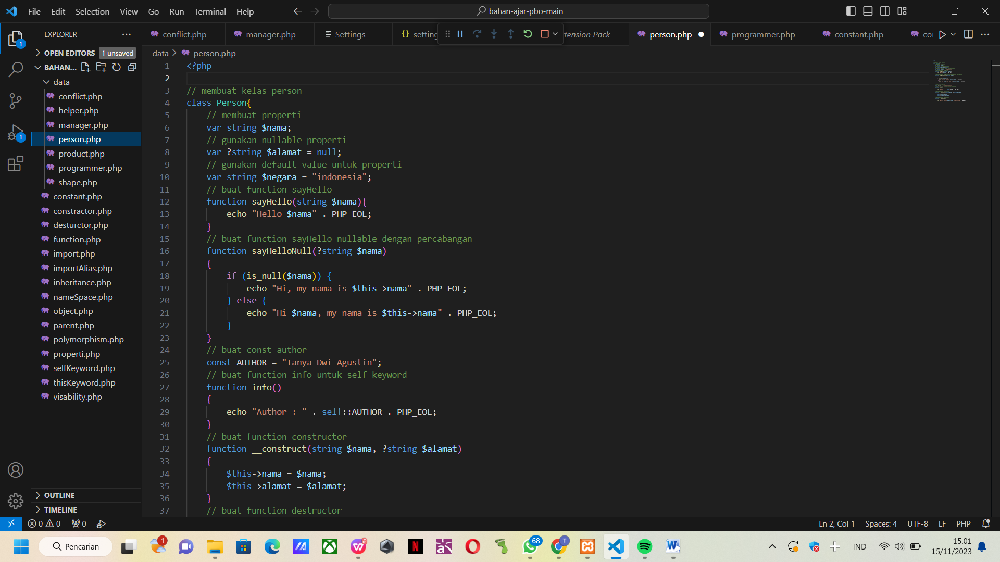 File Edit Selection View Go Run Terminal Help
bahan-ajar-pbo-main
EXPLORER
conflict.php
manager.php
Settings
setting
tension Pack
person.php
programmer.php
constant.php
co
OPEN EDITORS 1 unsaved
BAHAN...
data
conflict.php
helper.php
manager.php
person.php
product.php
programmer.php
shape.php
constant.php
constractor.php
desturctor.php
function.php
import.php
importAlias.php
inheritance.php
nameSpace.php
object.php
parent.php
polymorphism.php
properti.php
selfKeyword.php
thisKeyword.php
visability.php
OUTLINE
TIMELINE
data > person.php
1 <?php
2
3 // membuat kelas person
4 class Person{
5 // membuat properti
6 var string $nama;
7 // gunakan nullable properti
8 var ?string $alamat = null;
9 // gunakan default value untuk properti
10 var string $negara = "indonesia";
11 // buat function sayHello
12 function sayHello(string $nama){
13 echo "Hello $nama" . PHP_EOL;
14 }
15 // buat function sayHello nullable dengan percabangan
16 function sayHelloNull(?string $nama)
17 {
18 if (is_null($nama)) {
19 echo "Hi, my nama is $this->nama" . PHP_EOL;
20 } else {
21 echo "Hi $nama, my nama is $this->nama" . PHP_EOL;
22 }
23 }
24 // buat const author
25 const AUTHOR = "Tanya Dwi Agustin";
26 // buat function info untuk self keyword
27 function info()
28 {
29 echo "Author : " . self::AUTHOR . PHP_EOL;
30 }
31 // buat function constructor
32 function __construct(string $nama, ?string $alamat)
33 {
34 $this->nama = $nama;
35 $this->alamat = $alamat;
36 }
37 // buat function destructor
0 0 0
Ln 2, Col 1 Spaces: 4 UTF-8 LF PHP
Pencarian
1
68
IND
15.01
15/11/2023